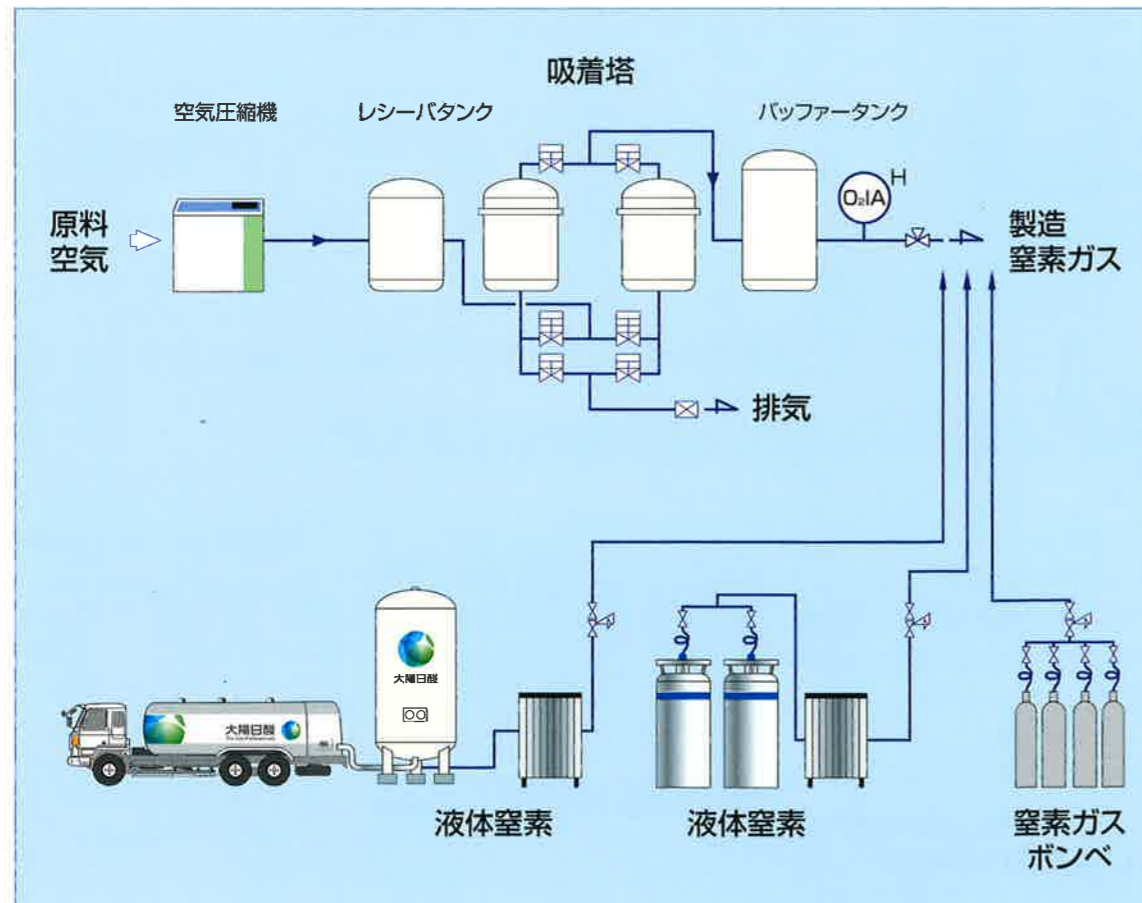 吸着塔
空気圧縮機
レシーバタンク
バッファータンク
原料
空気
O₂IA
H
製造
窒素ガス
排気
大陽日酸
大陽日酸
液体窒素
液体窒素
窒素ガス
ボンベ